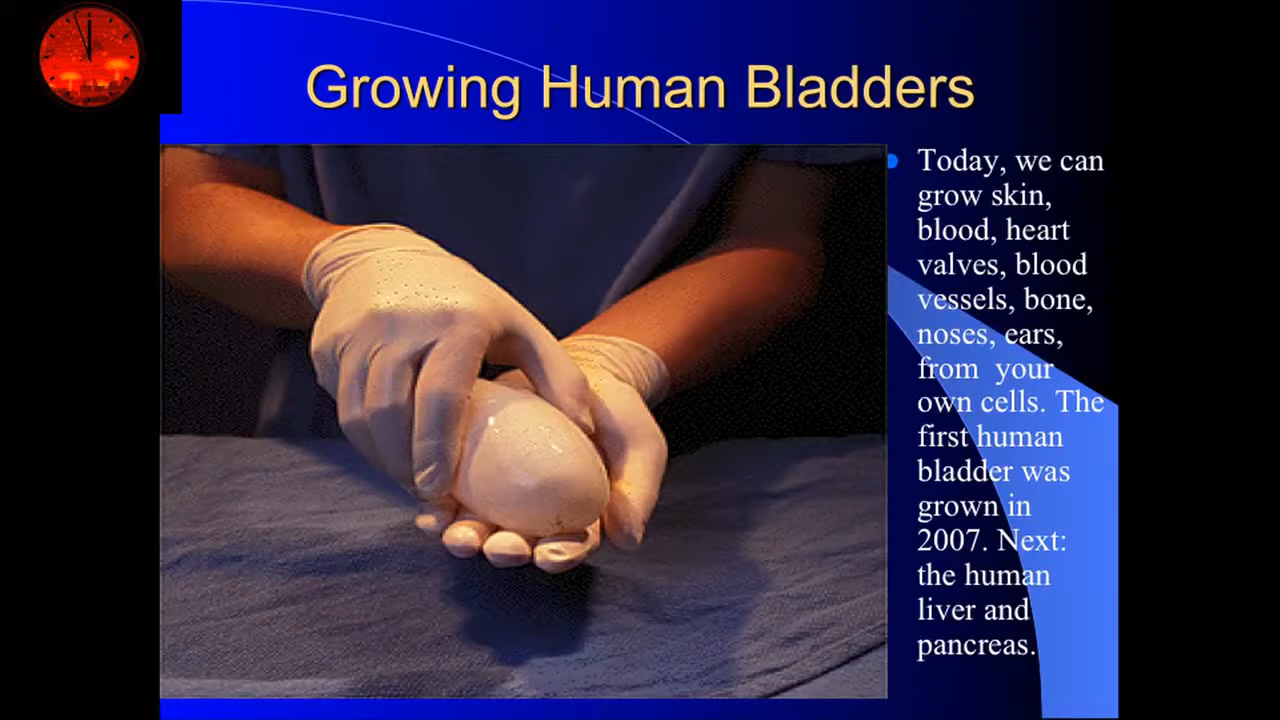 Growing Human Bladders
Today, we can
grow skin,
blood, heart
valves, blood
vessels, bone,
noses, ears,
from your
own cells. The
first human
bladder was
grown in
2007. Next:
the human
liver and
pancreas.